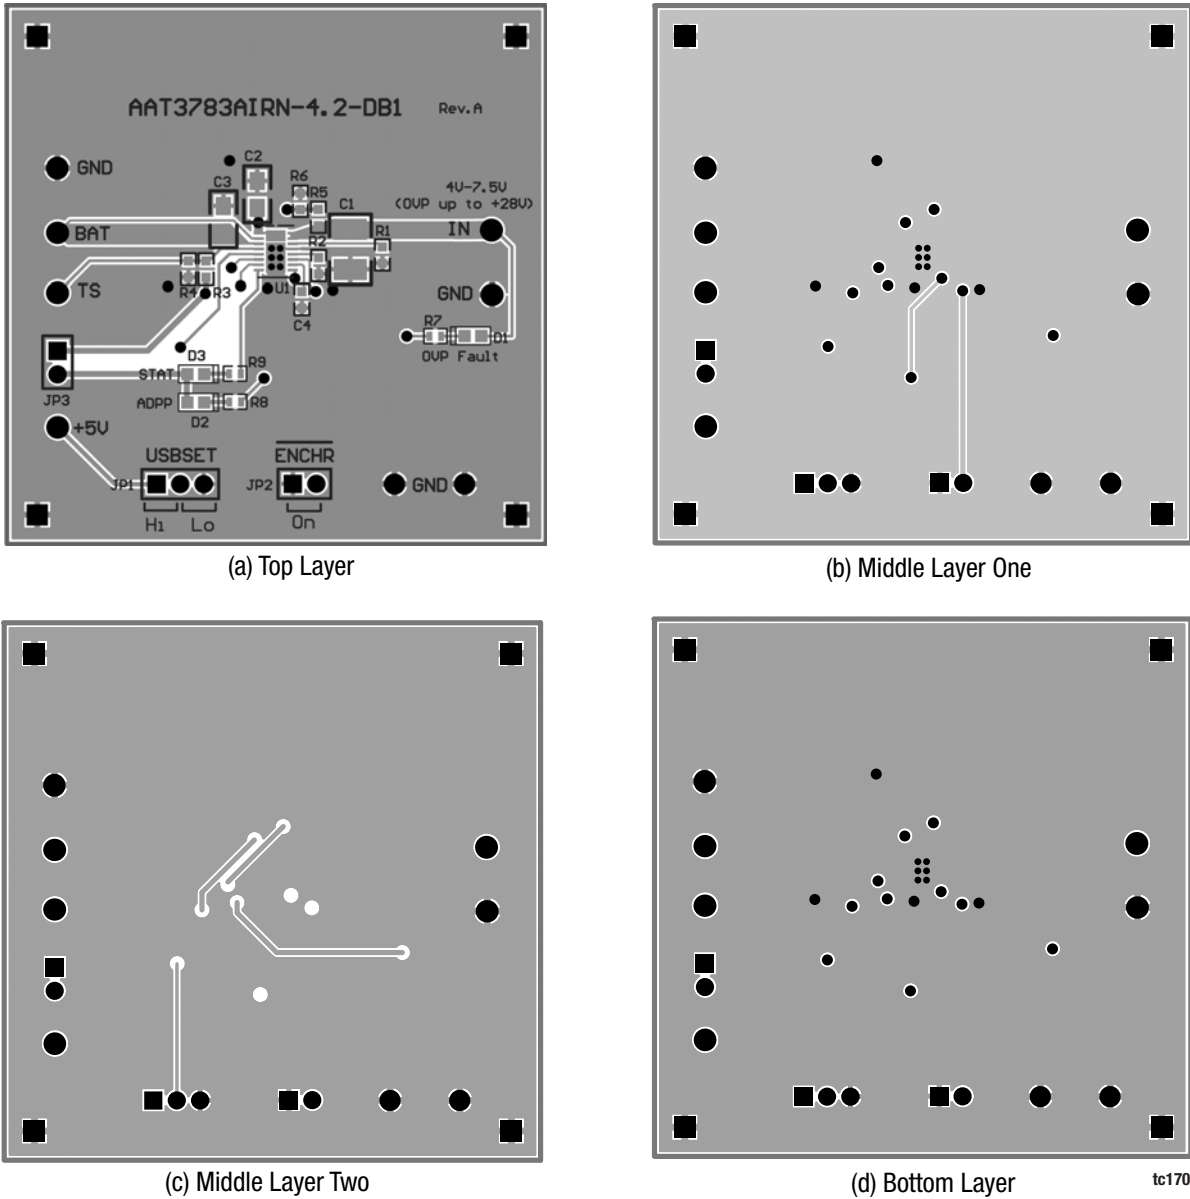 AAT3783AIRN-4.2-DB1 Rev.A
GND
C2
C3
R6
R5
C1
4V-7.5V
(OVP up to +28V)
IN
BAT
R2
R1
TS
R4
R3
U1
GND
C4
R7
D1
OVP Fault
D3
STAT
R9
JP3
ADPP
R8
D2
+5V
USBSET
ENCHR
JP1
JP2
GND
Hi
Lo
On
(a) Top Layer
(b) Middle Layer One
(c) Middle Layer Two
(d) Bottom Layer
tc170